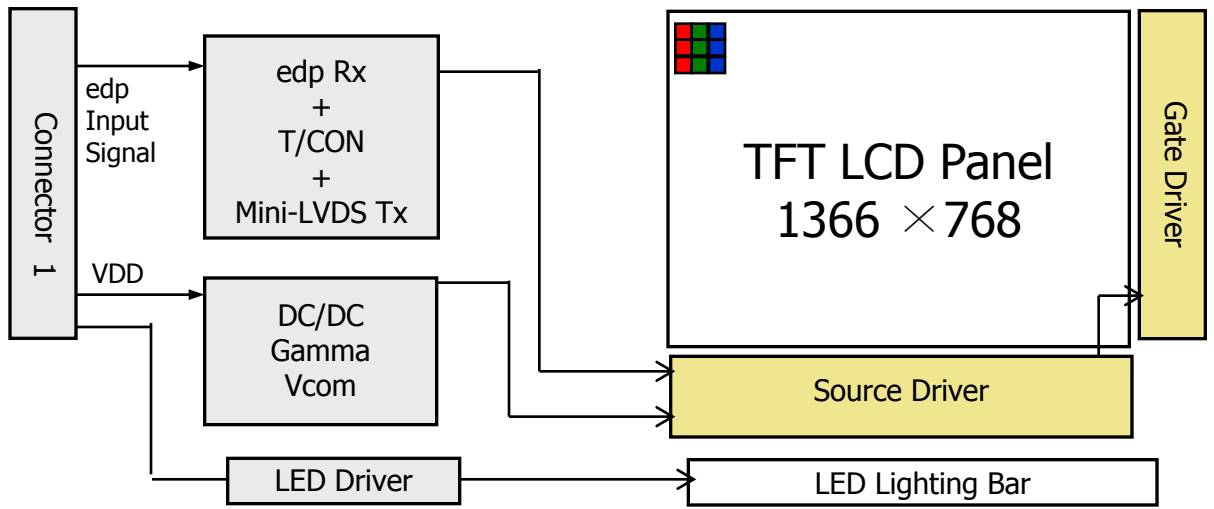 Connector 1
edp
Input
Signal
edp Rx
+
T/CON
+
Mini-LVDS Tx
VDD
DC/DC
Gamma
Vcom
LED Driver
TFT LCD Panel
1366 ×768
Gate Driver
Source Driver
LED Lighting Bar